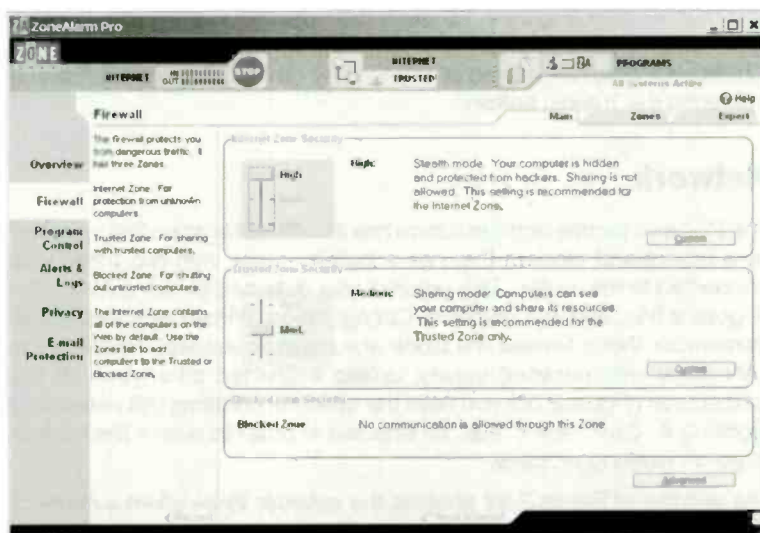 ZA ZoneAlarm Pro
ZONE
INTERNET IN OUT STOP INTERNET TRUSTED PROGRAMS
All Systems Active
Help
Firewall
Main Zones Expert
Overview
Firewall
Program Control
Alerts & Logs
Privacy
E-mail Protection
The firewall protects you
from dangerous traffic. It
has three Zones.
Internet Zone. For
protection from unknown
computers.
Trusted Zone. For sharing
with trusted computers.
Blocked Zone. For shutting
out untrusted computers.
The Internet Zone contains
all of the computers on the
Web by default. Use the
Zones tab to add
computers to the Trusted or
Blocked Zone.
Internet Zone Security
High
High: Stealth mode. Your computer is hidden
and protected from hackers. Sharing is not
allowed. This setting is recommended for
the Internet Zone.
Custom
Trusted Zone Security
Med.
Medium: Sharing mode. Computers can see
your computer and share its resources.
This setting is recommended for the
Trusted Zone only.
Custom
Blocked Zone Security
Blocked Zone No communication is allowed through this Zone
Advanced